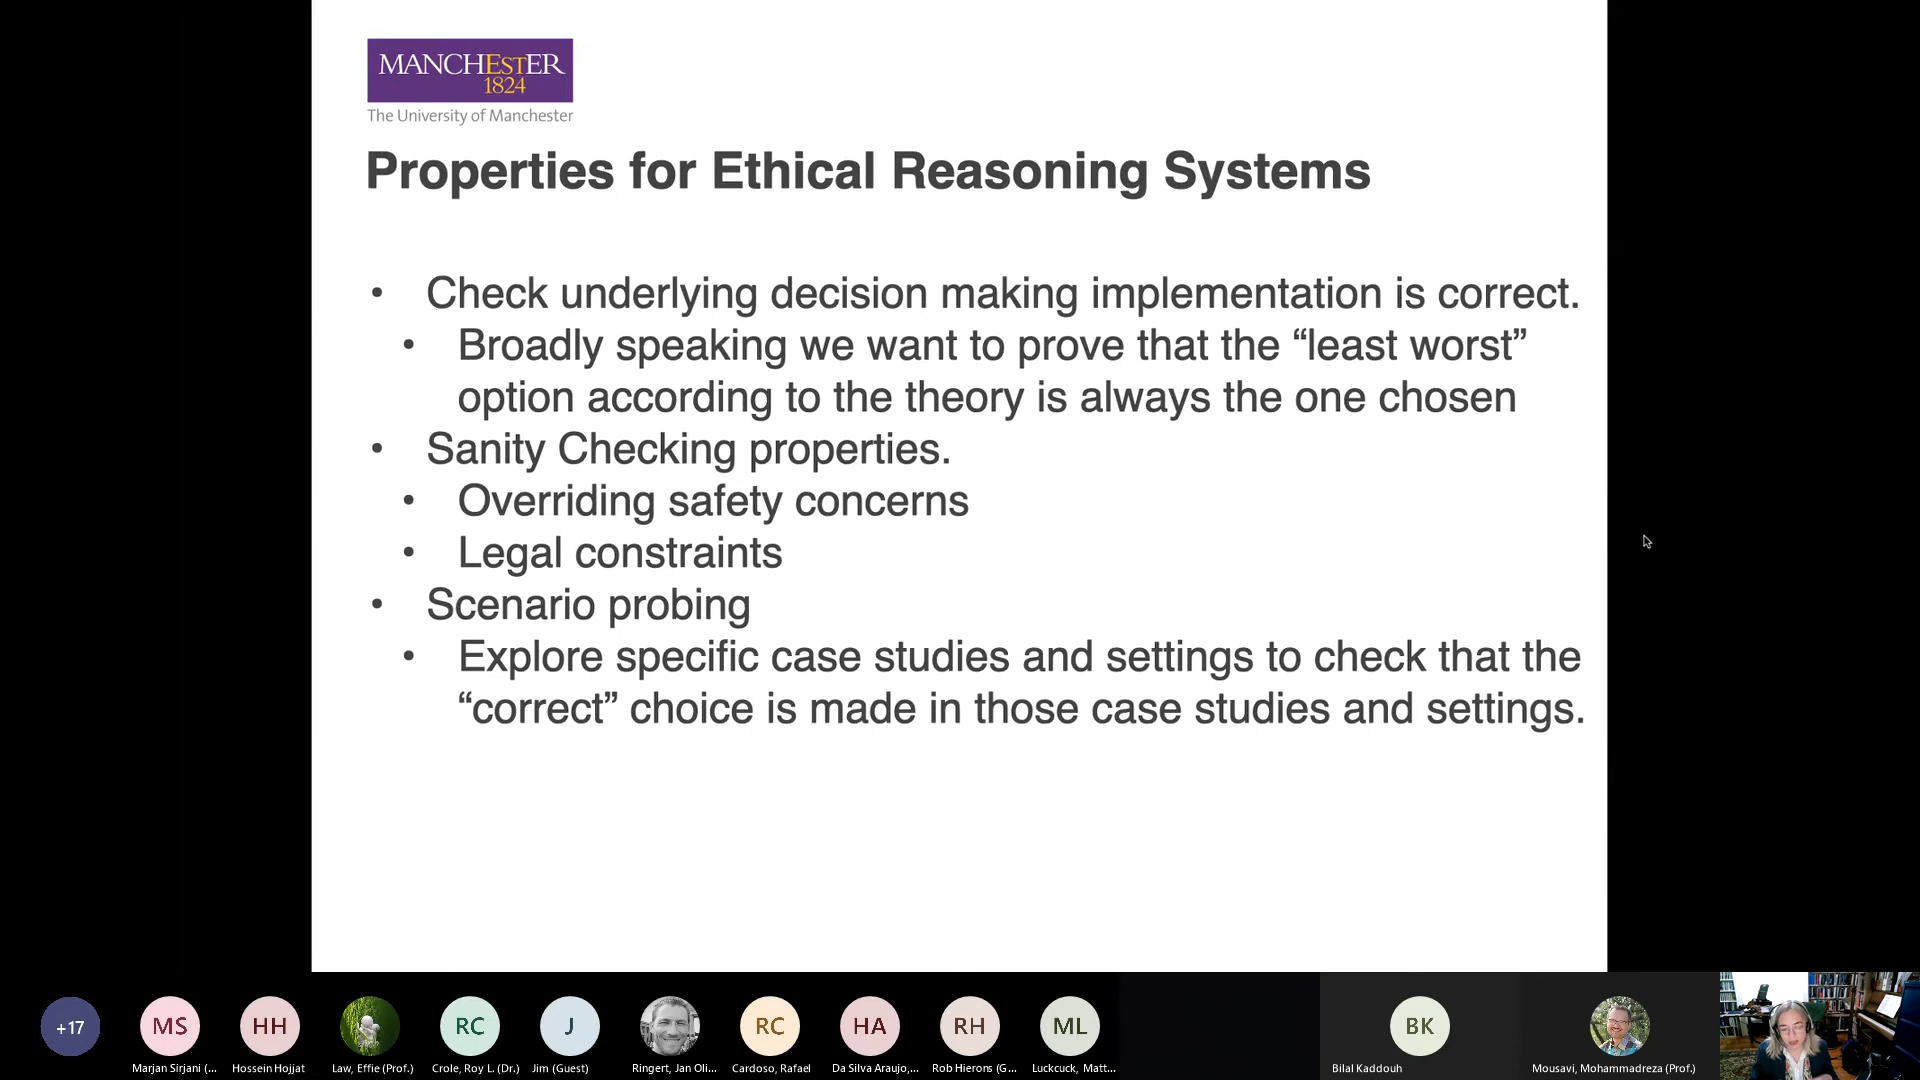 MANCHESTER
1824
The University of Manchester
Properties for Ethical Reasoning Systems
• Check underlying decision making implementation is correct.
• Broadly speaking we want to prove that the “least worst”
option according to the theory is always the one chosen
• Sanity Checking properties.
• Overriding safety concerns
• Legal constraints
• Scenario probing
• Explore specific case studies and settings to check that the
“correct” choice is made in those case studies and settings.
+17
MS
HH
RC
J
RC
HA
RH
ML
BK
Marjan Sirjani (...
Hossein Hojjat
Law, Effie (Prof.)
Crole, Roy L. (Dr.)
Jim (Guest)
Ringert, Jan Oli...
Cardoso, Rafael
Da Silva Araujo,...
Rob Hierons (G...
Luckcuck, Matt...
Bilal Kaddouh
Mousavi, Mohammadreza (Prof.)